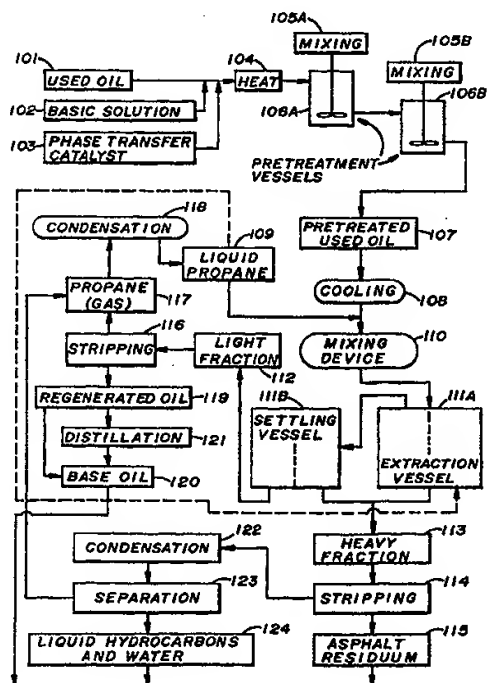 105A
MIXING
105B
MIXING
101
104
USED OIL
HEAT
106A
106B
102
BASIC SOLUTION
103
PHASE TRANSFER
CATALYST
PRETREATMENT
VESSELS
118
CONDENSATION
109
LIQUID
PROPANE
PRETREATED
USED OIL
107
PROPANE
(GAS)
117
COOLING
108
116
STRIPPING
LIGHT
FRACTION
112
MIXING
DEVICE
110
111B
111A
REGENERATED OIL
119
SETTLING
VESSEL
DISTILLATION
121
BASE OIL
120
EXTRACTION
VESSEL
122
CONDENSATION
HEAVY
FRACTION
113
123
SEPARATION
STRIPPING
114
124
LIQUID HYDROCARBONS
AND WATER
ASPHALT
RESIDUUM
115